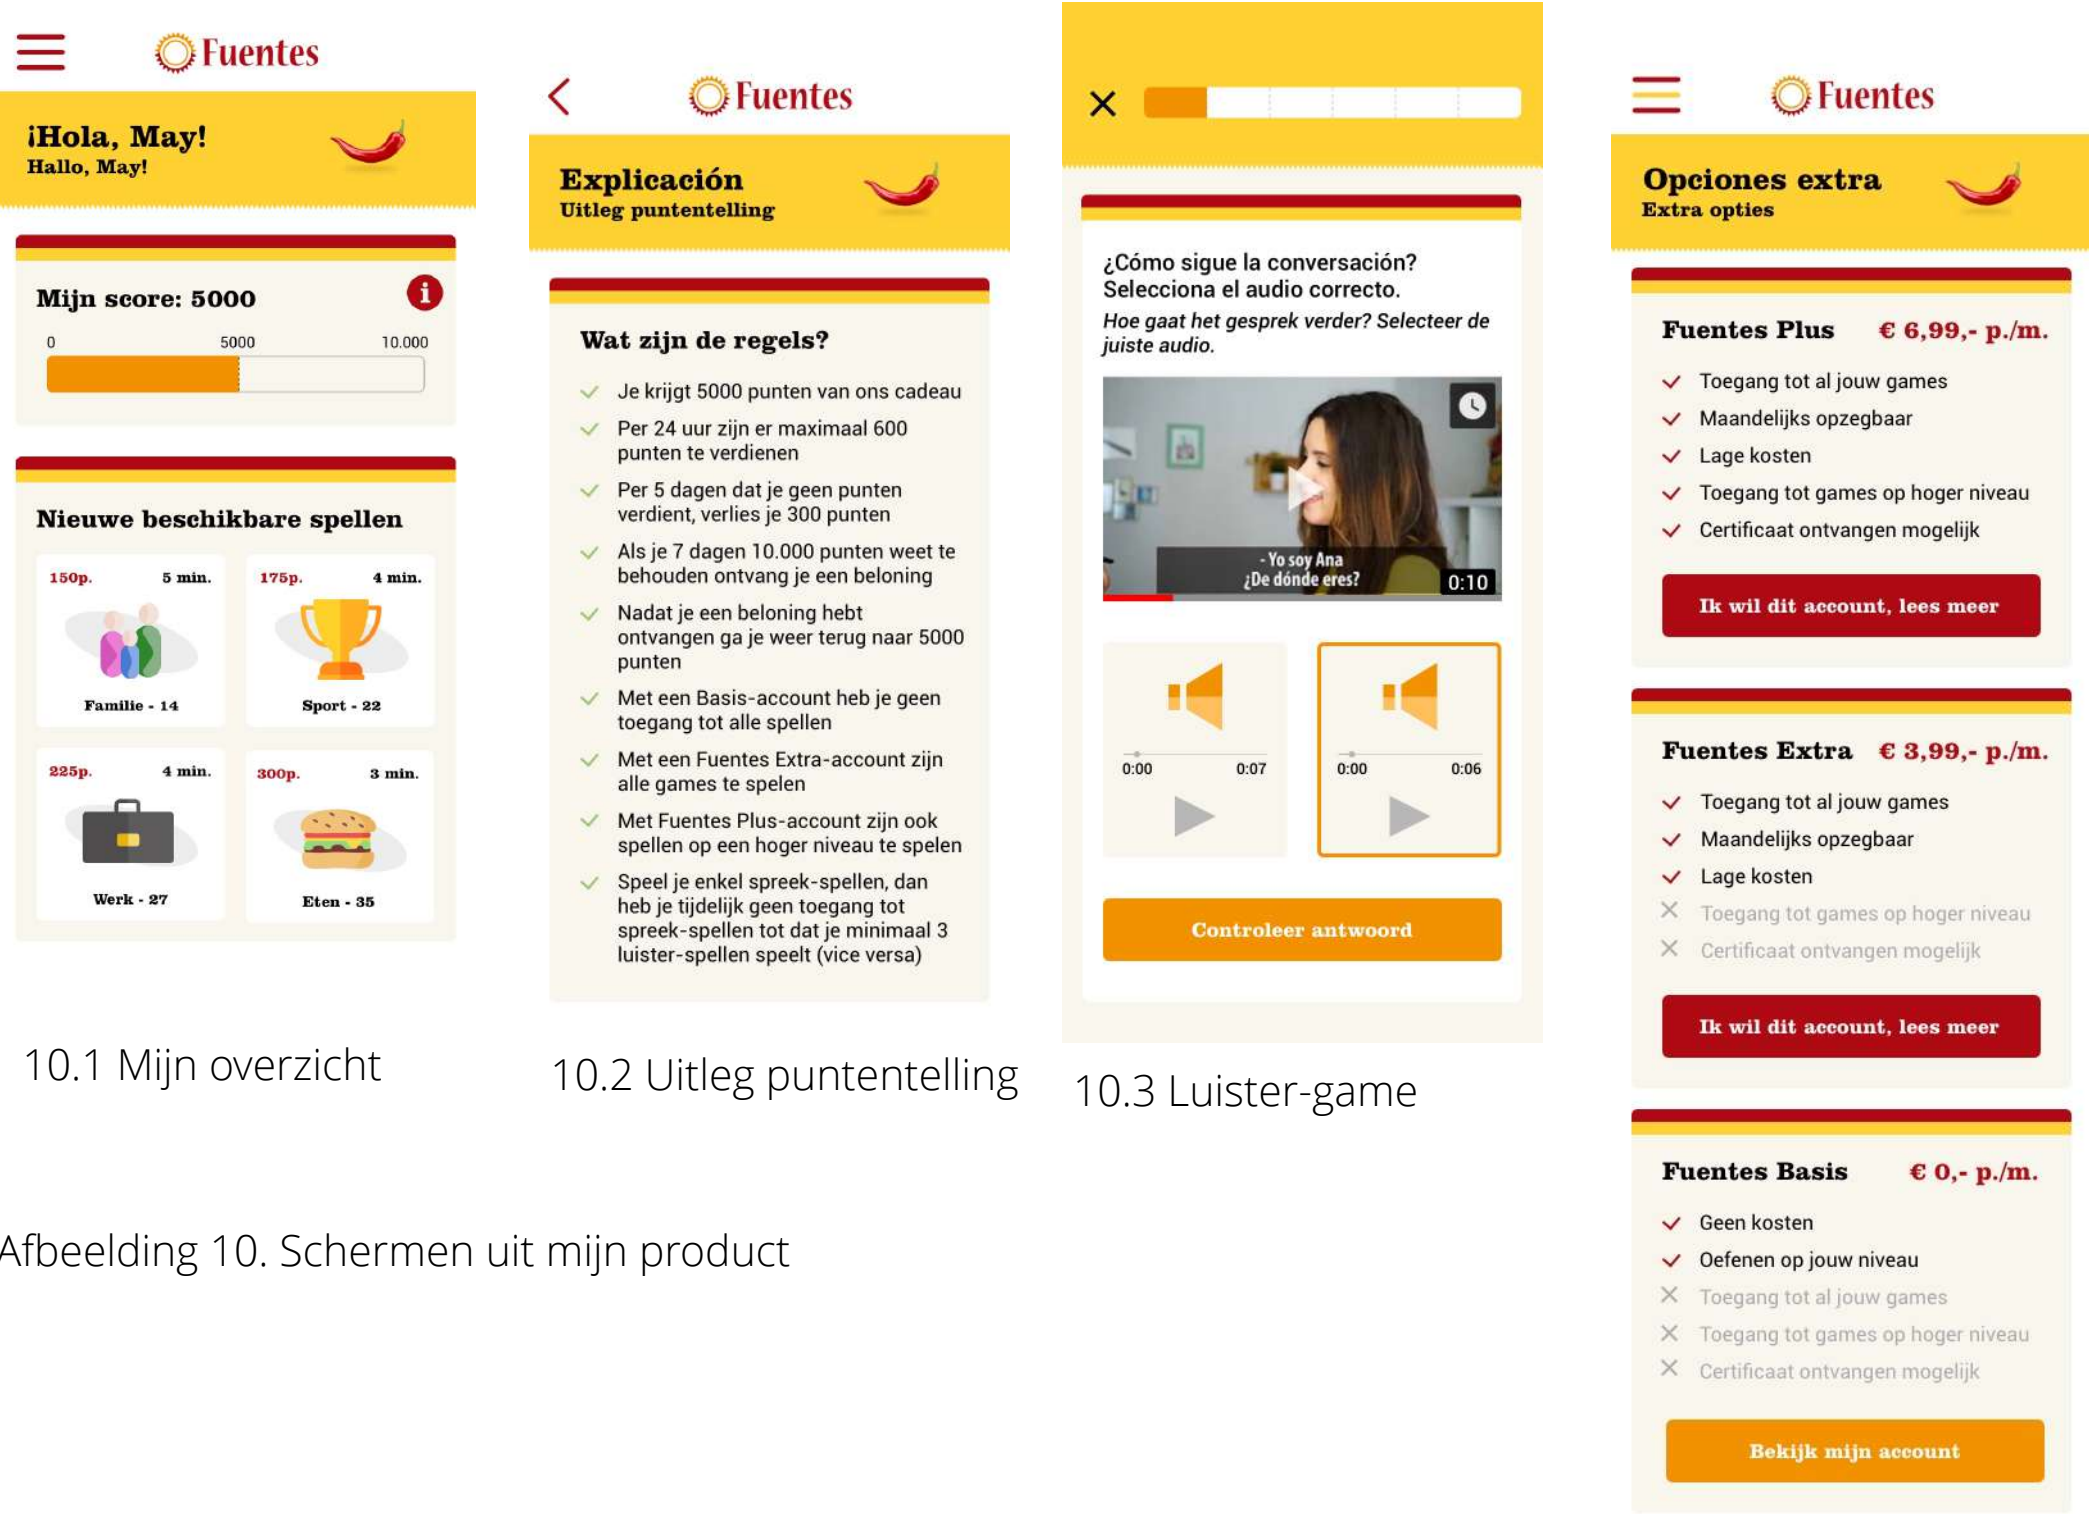 Fuentes
¡Hola, May!
Hallo, May!
Mijn score: 5000
i
0 5000 10.000
Nieuwe beschikbare spellen
150p. 5 min.
Familie - 14
175p. 4 min.
Sport - 22
225p. 4 min.
Werk - 27
300p. 3 min.
Eten - 35
10.1 Mijn overzicht
Fuentes
Explicación
Uitleg puntentelling
Wat zijn de regels?
Je krijgt 5000 punten van ons cadeau
Per 24 uur zijn er maximaal 600
punten te verdienen
Per 5 dagen dat je geen punten
verdient, verlies je 300 punten
Als je 7 dagen 10.000 punten weet te
behouden ontvang je een beloning
Nadat je een beloning hebt
ontvangen ga je weer terug naar 5000
punten
Met een Basis-account heb je geen
toegang tot alle spellen
Met een Fuentes Extra-account zijn
alle games te spelen
Met Fuentes Plus-account zijn ook
spellen op een hoger niveau te spelen
Speel je enkel spreek-spellen, dan
heb je tijdelijk geen toegang tot
spreek-spellen tot dat je minimaal 3
luister-spellen speelt (vice versa)
10.2 Uitleg puntentelling
¿Cómo sigue la conversación?
Selecciona el audio correcto.
Hoe gaat het gesprek verder? Selecteer de
juiste audio.
- Yo soy Ana
¿De dónde eres?
0:10
0:00 0:07
0:00 0:06
Controleer antwoord
10.3 Luister-game
Fuentes
Opciones extra
Extra opties
Fuentes Plus € 6,99,- p./m.
Toegang tot al jouw games
Maandelijks opzegbaar
Lage kosten
Toegang tot games op hoger niveau
Certificaat ontvangen mogelijk
Ik wil dit account, lees meer
Fuentes Extra € 3,99,- p./m.
Toegang tot al jouw games
Maandelijks opzegbaar
Lage kosten
Toegang tot games op hoger niveau
Certificaat ontvangen mogelijk
Ik wil dit account, lees meer
Fuentes Basis € 0,- p./m.
Geen kosten
Oefenen op jouw niveau
Toegang tot al jouw games
Toegang tot games op hoger niveau
Certificaat ontvangen mogelijk
Bekijk mijn account
Afbeelding 10. Schermen uit mijn product